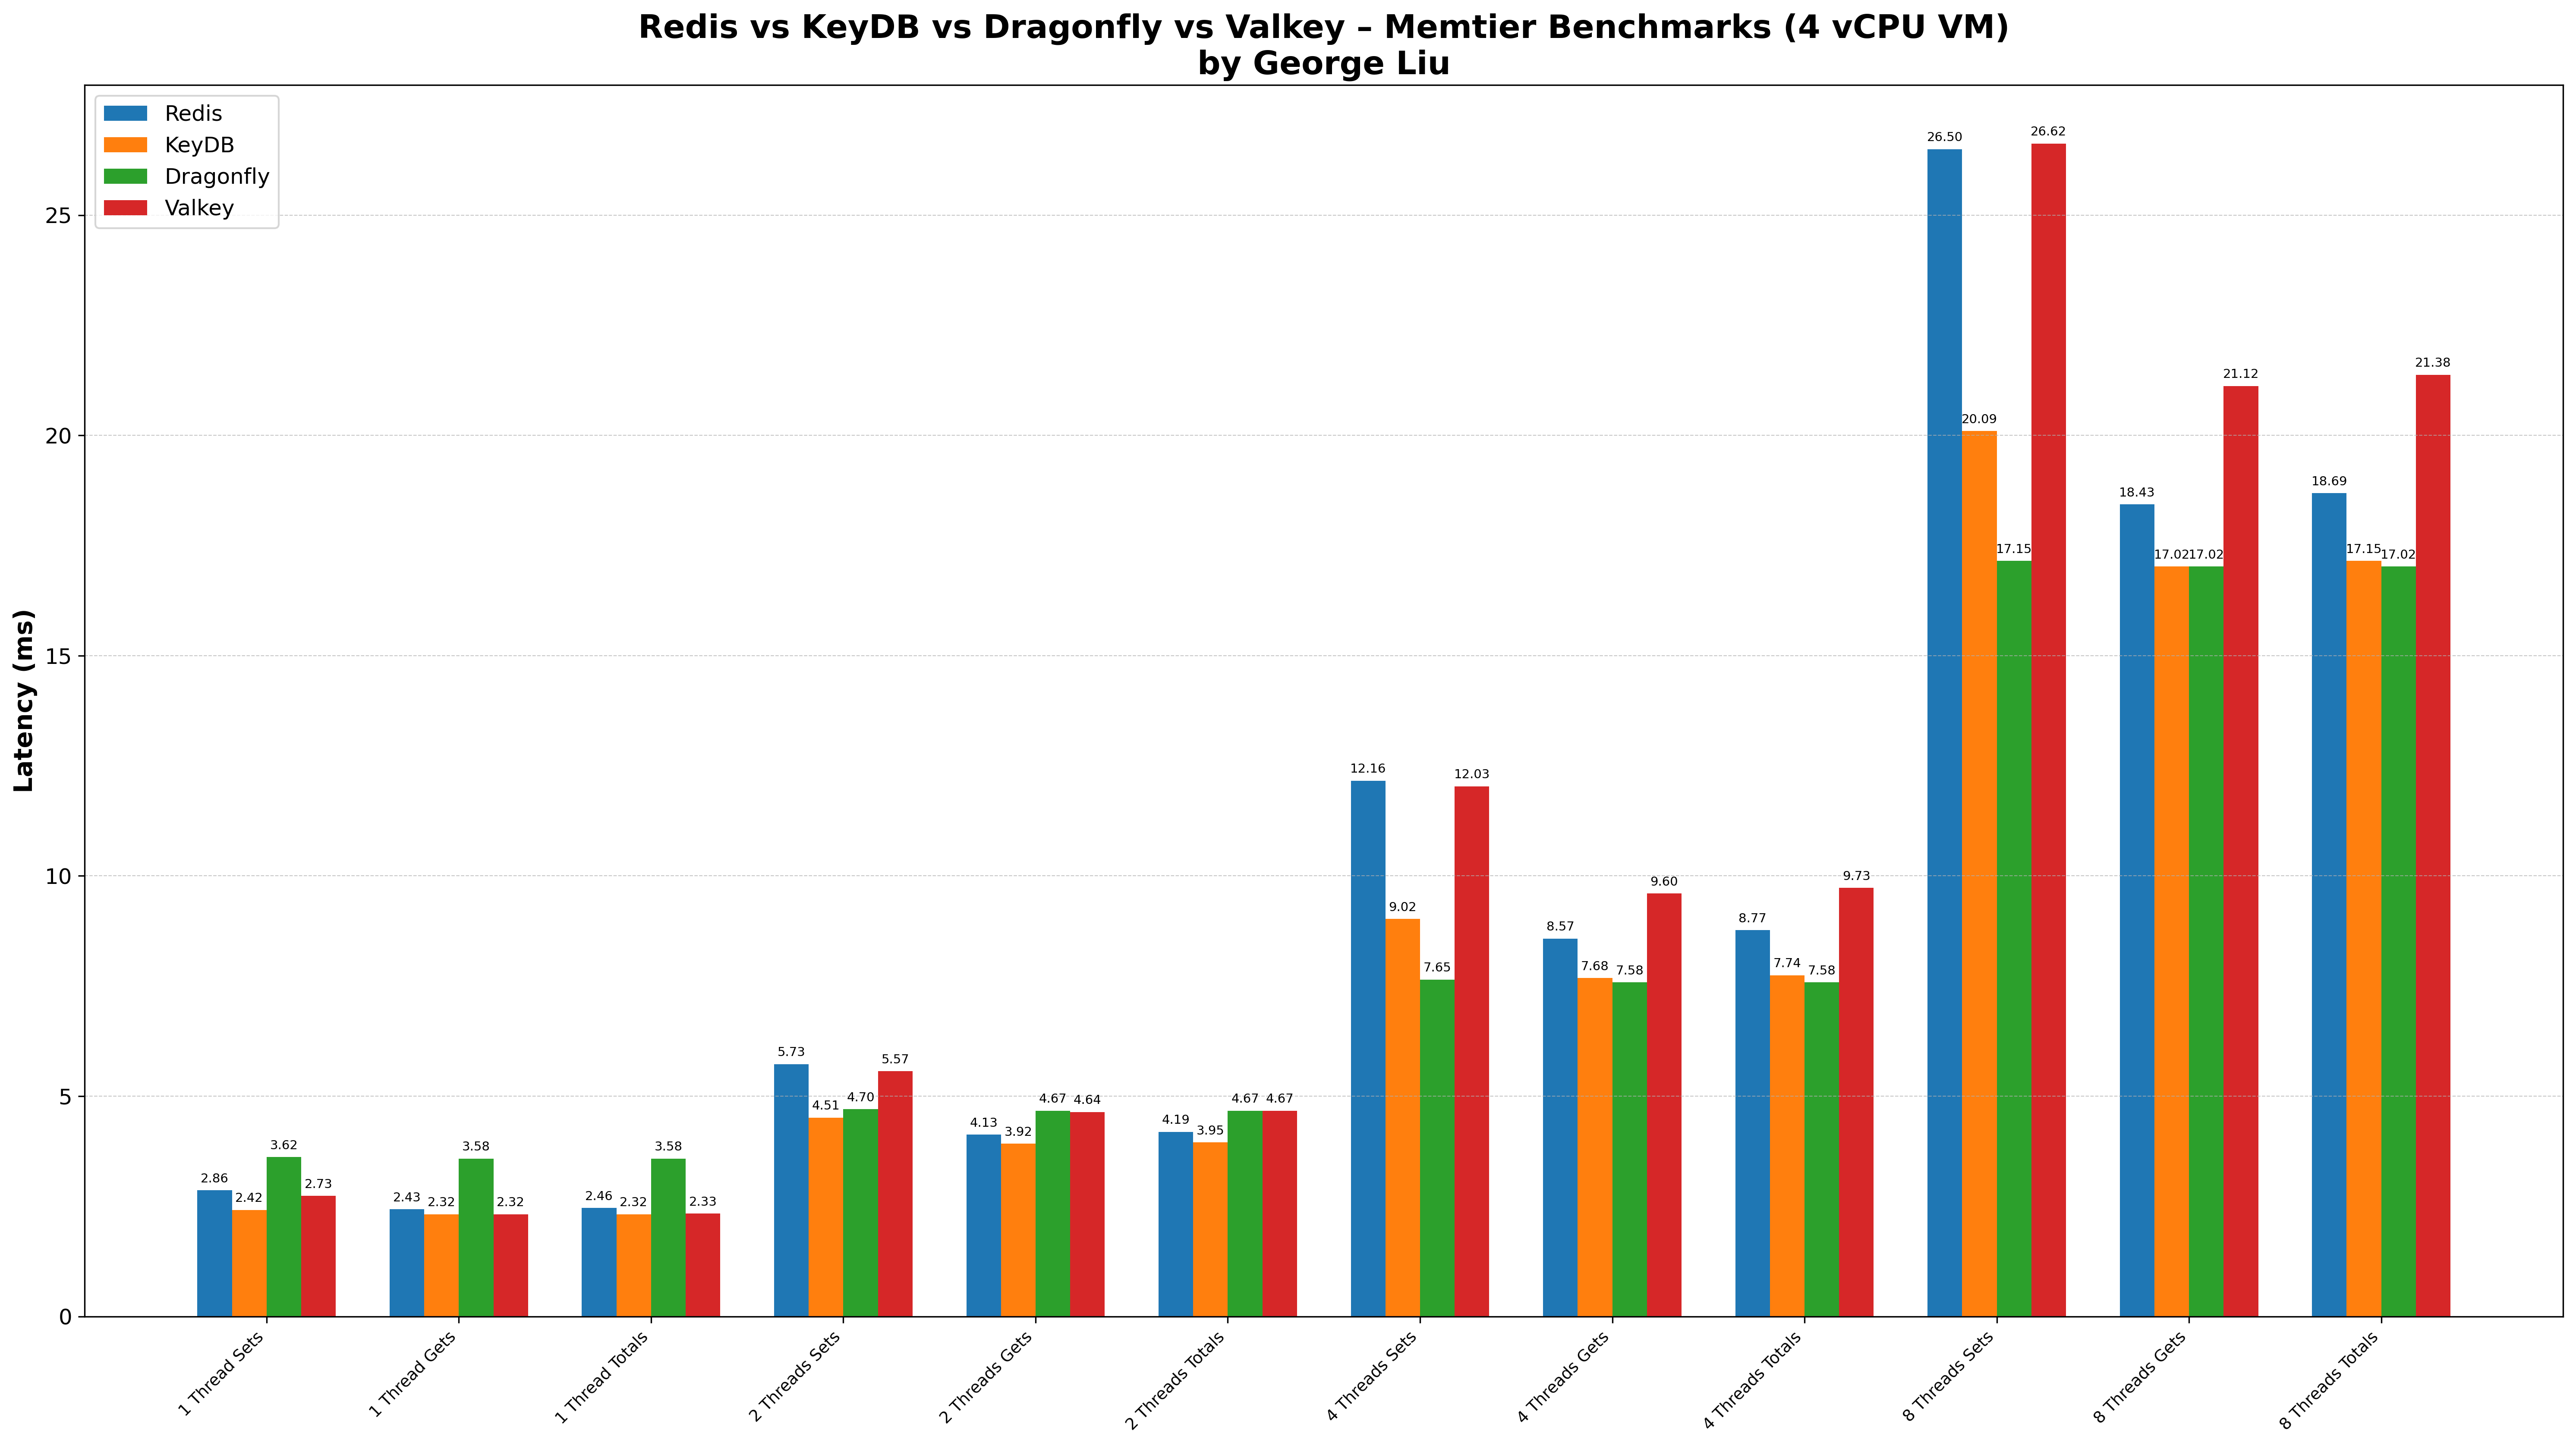 Redis vs KeyDB vs Dragonfly vs Valkey – Memtier Benchmarks (4 vCPU VM)
by George Liu
Redis
KeyDB
Dragonfly
Valkey
Latency (ms)
25
20
15
10
5
0
2.86
2.42
3.62
2.73
2.43
2.32
3.58
2.32
2.46
2.32
3.58
2.33
5.73
4.51
4.70
5.57
4.13
3.92
4.67
4.64
4.19
3.95
4.67
4.67
12.16
9.02
7.65
12.03
8.57
7.68
7.58
9.60
8.77
7.74
7.58
9.73
26.50
20.09
17.15
26.62
18.43
17.02
17.02
21.12
18.69
17.15
17.02
21.38
1 Thread Sets
1 Thread Gets
1 Thread Totals
2 Threads Sets
2 Threads Gets
2 Threads Totals
4 Threads Sets
4 Threads Gets
4 Threads Totals
8 Threads Sets
8 Threads Gets
8 Threads Totals